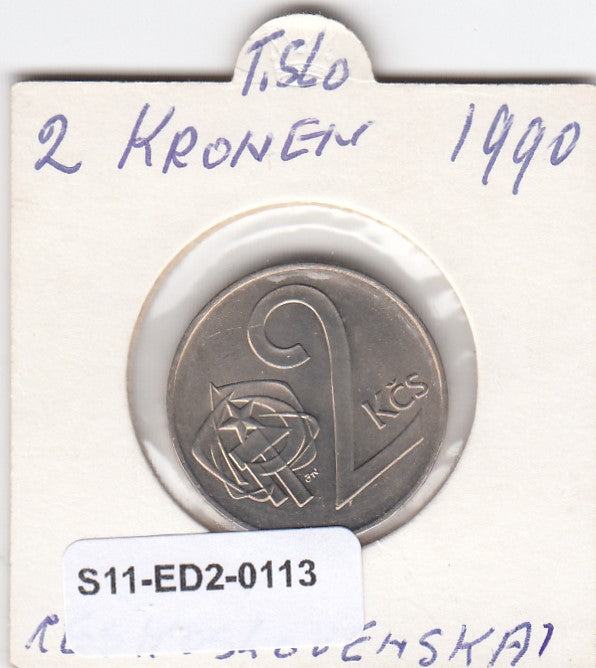 T.Slo
2 KRONEN 1990
2
KČS
S11-ED2-0113